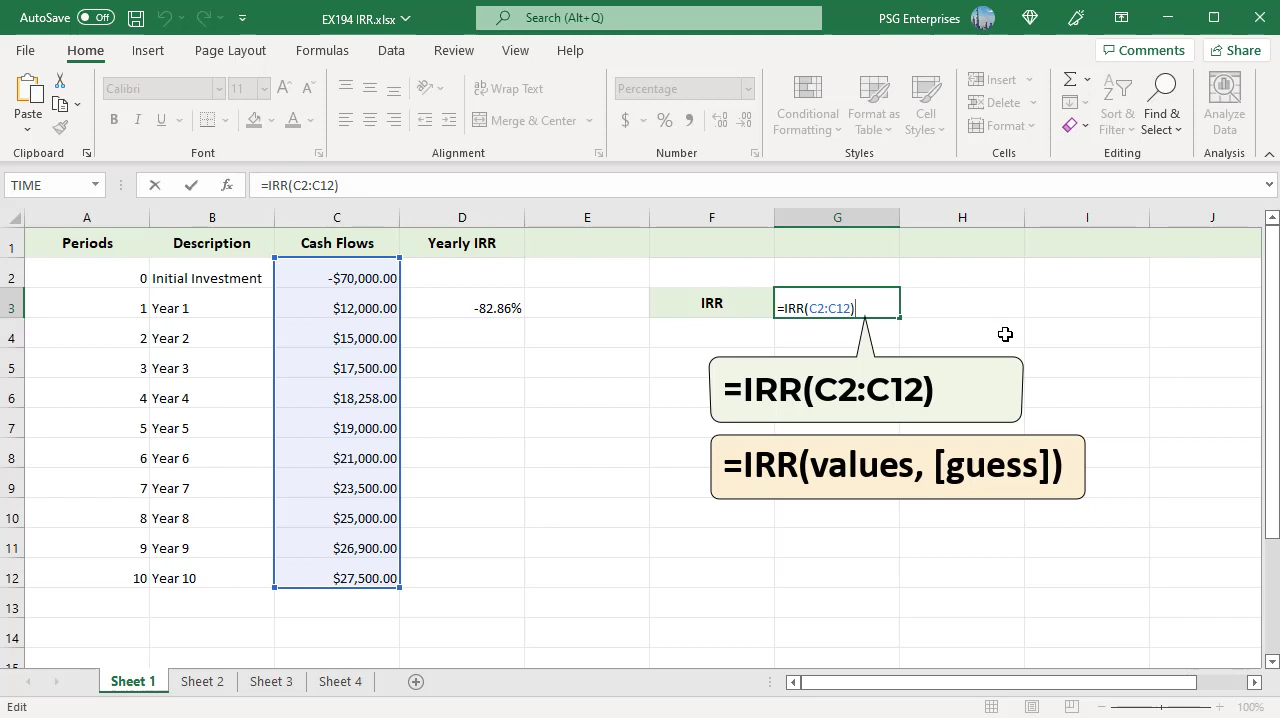 AutoSave Off EX194 IRR.xlsx Search (Alt+Q) PSG Enterprises
File Home Insert Page Layout Formulas Data Review View Help Comments Share
Paste
Clipboard
Calibri 11
B I U A
Font
Wrap Text
Merge & Center
Alignment
Percentage
$ % 9
Number
Conditional Formatting
Format as Table
Cell Styles
Styles
Insert
Delete
Format
Cells
Sort & Filter
Find & Select
Editing
Analyze Data
Analysis
TIME fx =IRR(C2:C12)
A B C D E F G H I J
1 Periods Description Cash Flows Yearly IRR
2 0 Initial Investment -$70,000.00
3 1 Year 1 $12,000.00 -82.86% IRR =IRR(C2:C12)
4 2 Year 2 $15,000.00
5 3 Year 3 $17,500.00
6 4 Year 4 $18,258.00
7 5 Year 5 $19,000.00
8 6 Year 6 $21,000.00
9 7 Year 7 $23,500.00
10 8 Year 8 $25,000.00
11 9 Year 9 $26,900.00
12 10 Year 10 $27,500.00
13
14
15
=IRR(C2:C12)
=IRR(values, [guess])
Sheet 1 Sheet 2 Sheet 3 Sheet 4
Edit 100%